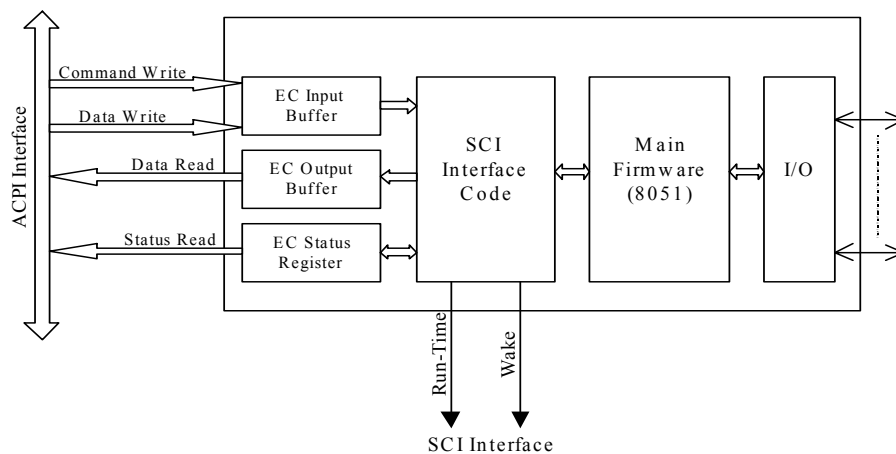 ACPI Interface
Command Write
Data Write
Data Read
Status Read
EC Input
Buffer
EC Output
Buffer
EC Status
Register
SCI
Interface
Code
Main
Firmware
(8051)
I/O
Run-Time
Wake
SCI Interface